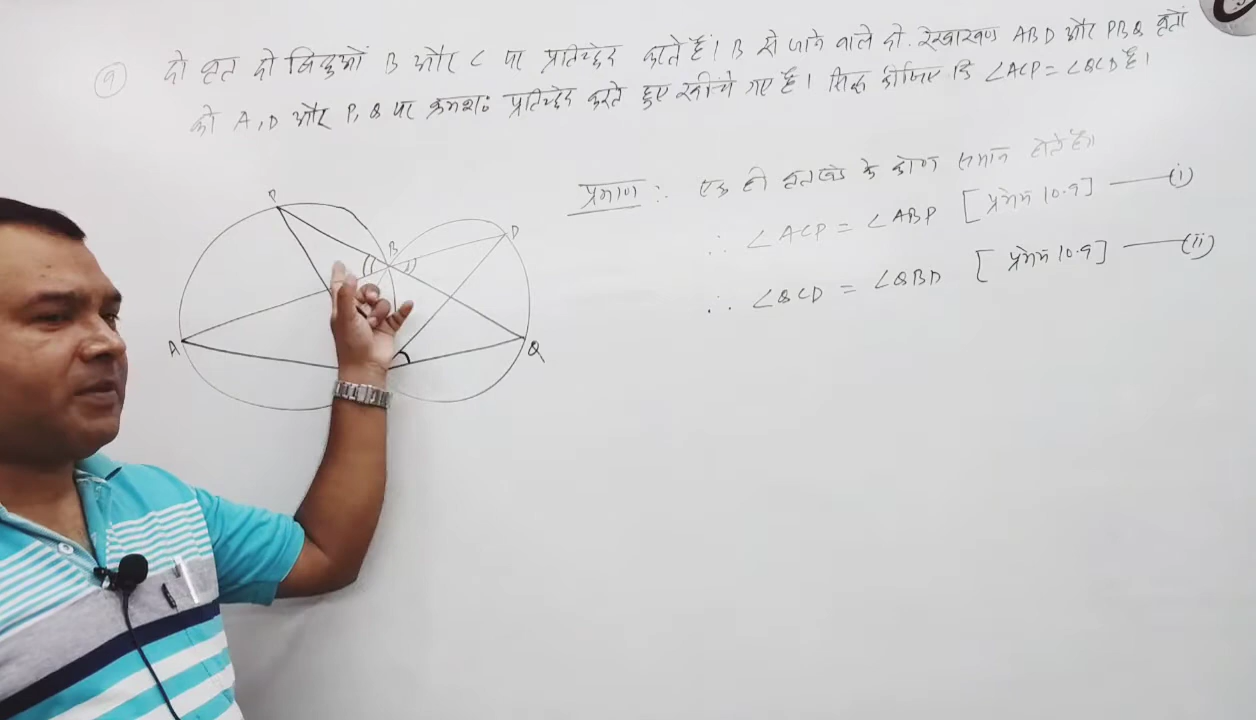 9 दो वृत्त दो बिन्दुओं B और C पर प्रतिच्छेद करते हैं। B से जाने वाले दो रेखाखण्ड ABD और PBQ वृतों
को A,D और P,Q पर क्रमशः प्रतिच्छेद करते हुए खींचे गए हैं। सिद्ध कीजिए कि ∠ACP = ∠QCD है।
प्रमाण : एक ही वृतखंड के कोण समान होते हैं।
∴ ∠ACP = ∠ABP [प्रमेय 10.9] —(i)
∴ ∠QCD = ∠QBD [प्रमेय 10.9] —(ii)
P
B
D
A
Q